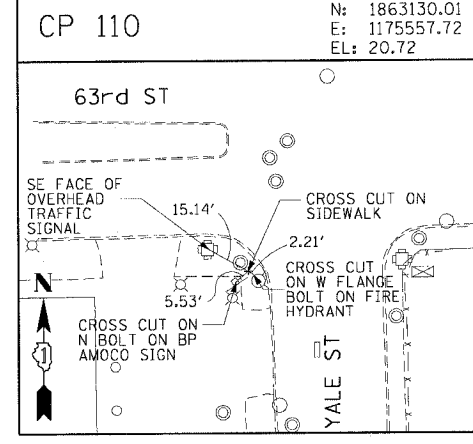 CP 110
N: 1863130.01
E: 1175557.72
EL: 20.72
63rd ST
SE FACE OF
OVERHEAD
TRAFFIC
SIGNAL
15.14'
CROSS CUT ON
SIDEWALK
2.21'
CROSS CUT
ON W FLANGE
BOLT ON FIRE
HYDRANT
5.53'
CROSS CUT ON
N BOLT ON BP
AMOCO SIGN
N
1
YALE ST